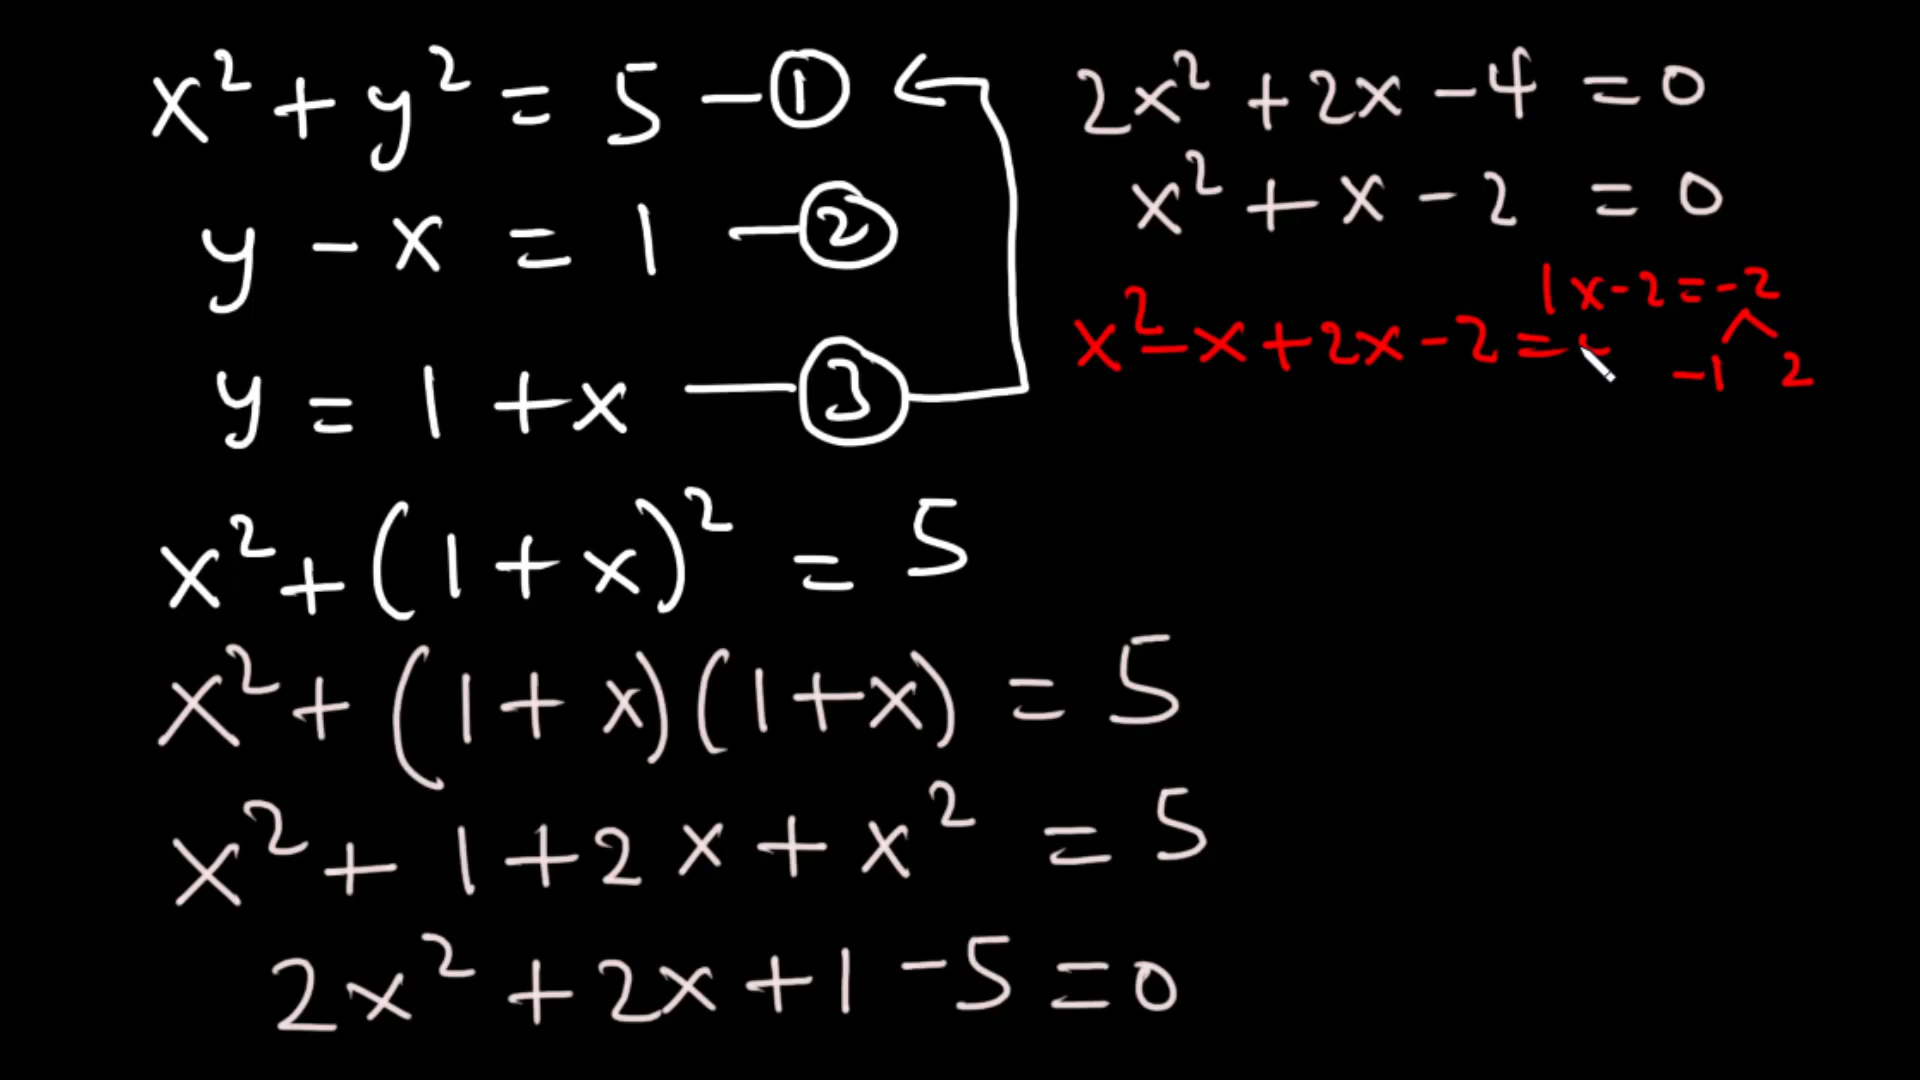 x² + y² = 5 — ①
y - x = 1 — ②
y = 1 + x — ③
x² + (1 + x)² = 5
x² + (1 + x)(1 + x) = 5
x² + 1 + 2x + x² = 5
2x² + 2x + 1 - 5 = 0
2x² + 2x - 4 = 0
x² + x - 2 = 0
1x-2=-2
x² - x + 2x - 2 =
-1 2